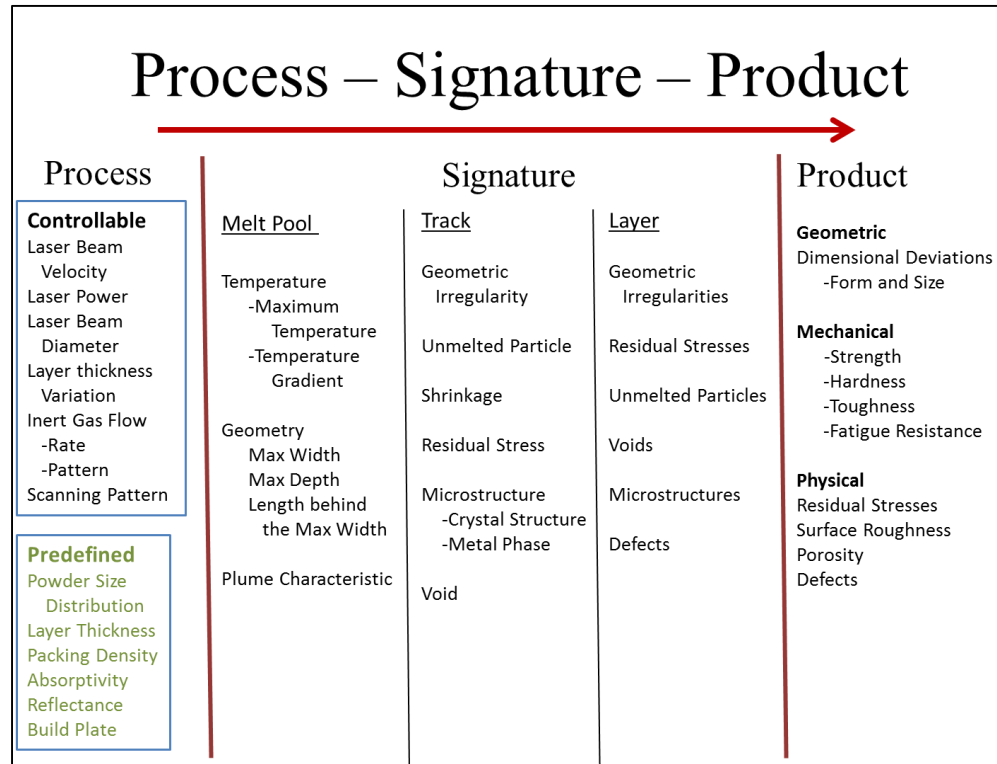 Process – Signature – Product
Process
Controllable
Laser Beam
Velocity
Laser Power
Laser Beam
Diameter
Layer thickness
Variation
Inert Gas Flow
-Rate
-Pattern
Scanning Pattern
Predefined
Powder Size
Distribution
Layer Thickness
Packing Density
Absorptivity
Reflectance
Build Plate
Signature
Melt Pool
Temperature
-Maximum
Temperature
-Temperature
Gradient
Geometry
Max Width
Max Depth
Length behind
the Max Width
Plume Characteristic
Track
Geometric
Irregularity
Unmelted Particle
Shrinkage
Residual Stress
Microstructure
-Crystal Structure
-Metal Phase
Void
Layer
Geometric
Irregularities
Residual Stresses
Unmelted Particles
Voids
Microstructures
Defects
Product
Geometric
Dimensional Deviations
-Form and Size
Mechanical
-Strength
-Hardness
-Toughness
-Fatigue Resistance
Physical
Residual Stresses
Surface Roughness
Porosity
Defects